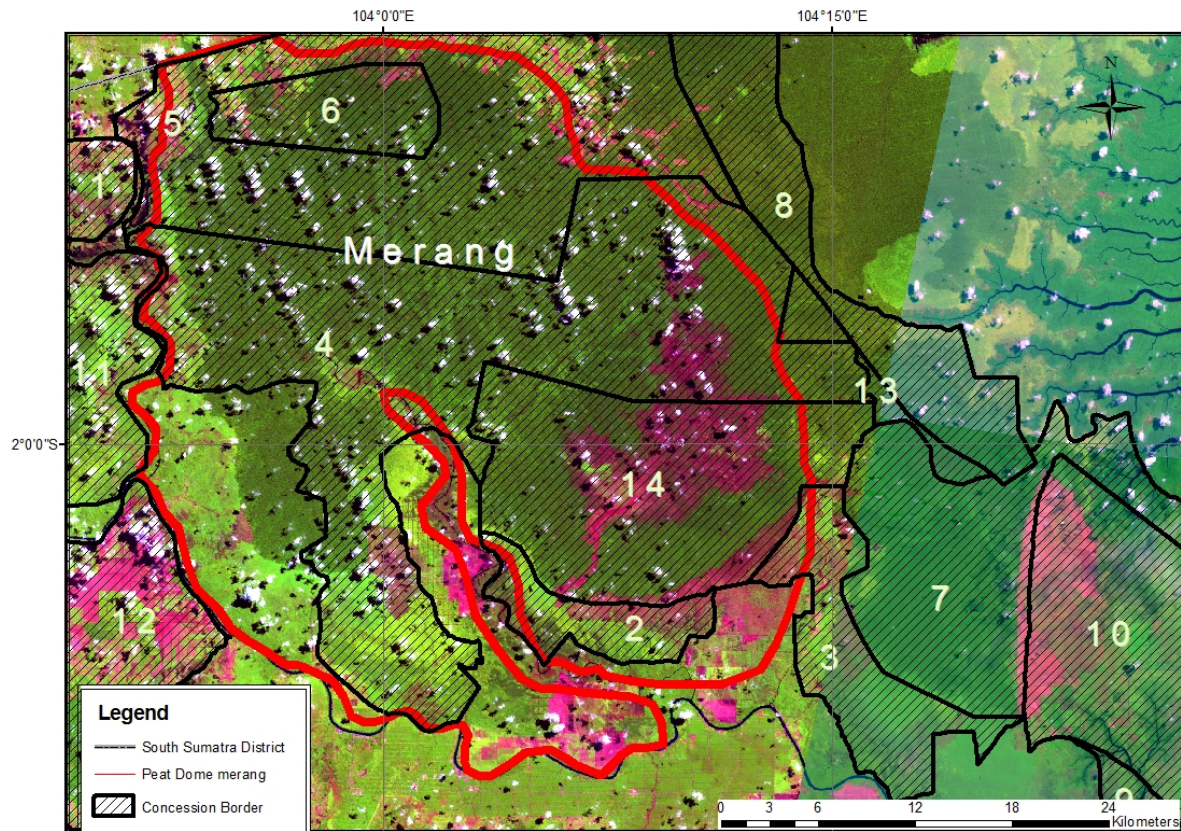 104°0'0"E
104°15'0"E
N
6
5
1
8
Merang
4
11
13
2°0'0"S
14
7
12
2
3
10
9
Legend
South Sumatra District
Peat Dome merang
Concession Border
0 3 6 12 18 24
Kilometers